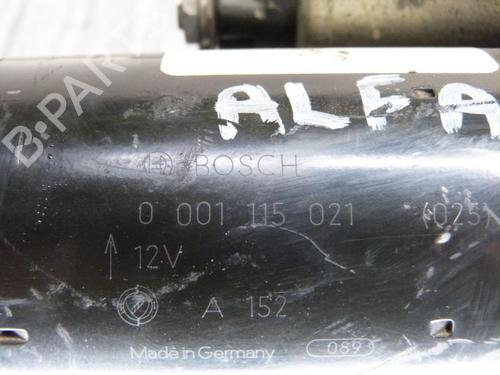 B-PARTS
ALFA
BOSCH
0 001 115 021 (025)
12V
A 152
Made in Germany 089